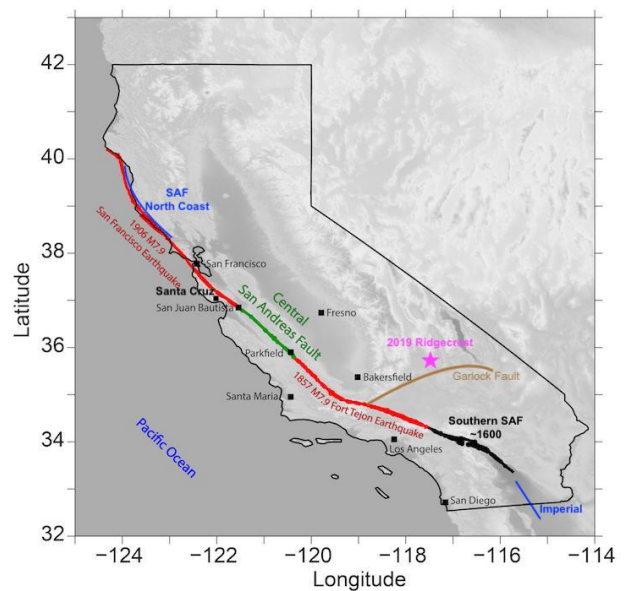 42
40
38
36
34
32
Latitude
−124
−122
−120
−118
−116
−114
Longitude
SAF
North Coast
1906 M7.9
San Francisco Earthquake
San Francisco
Santa Cruz
San Juan Bautista
Central
San Andreas Fault
Fresno
Parkfield
2019 Ridgecrest
Garlock Fault
Bakersfield
Santa Maria
1857 M7.9 Fort Tejon Earthquake
Southern SAF
~1600
Los Angeles
Pacific Ocean
San Diego
Imperial